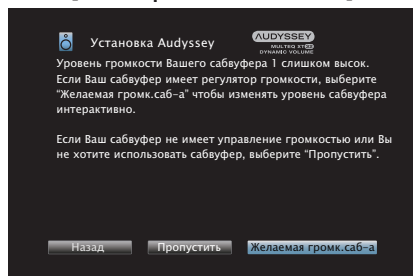 Установка Audyssey
AUDYSSEY
MULTEQ XT32
DYNAMIC VOLUME
Уровень громкости Вашего сабвуфера 1 слишком высок.
Если Ваш сабвуфер имеет регулятор громкости, выберите
“Желаемая громк.саб-а” чтобы изменять уровень сабвуфера
интерактивно.
Если Ваш сабвуфер не имеет управление громкостью или Вы
не хотите использовать сабвуфер, выберите “Пропустить”.
Назад
Пропустить
Желаемая громк.саб-а